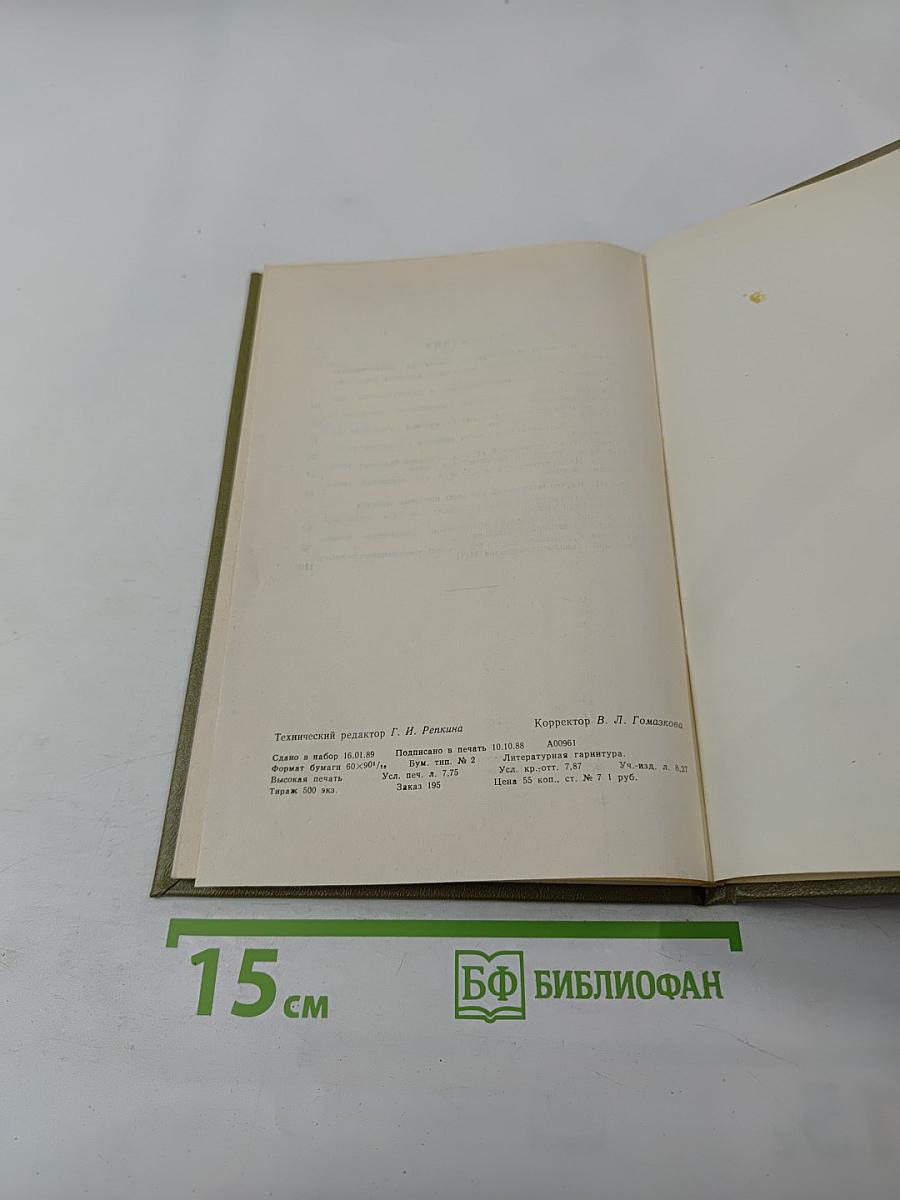 Технический редактор Г. И. Репкина Корректор В. Л. Гомазкова
Сдано в набор 16.01.89 Подписано в печать 10.10.88 А00961
Формат бумаги 60×90¹/₁₆ Бум. тип. № 2 Литературная гарнитура.
Высокая печать Усл. печ. л. 7,75 Усл. кр.-отт. 7,87 Уч.-изд. л. 8,27
Тираж 500 экз. Заказ 195 Цена 55 коп., ст. № 7 1 руб.
15 см БФ БИБЛИОФАН